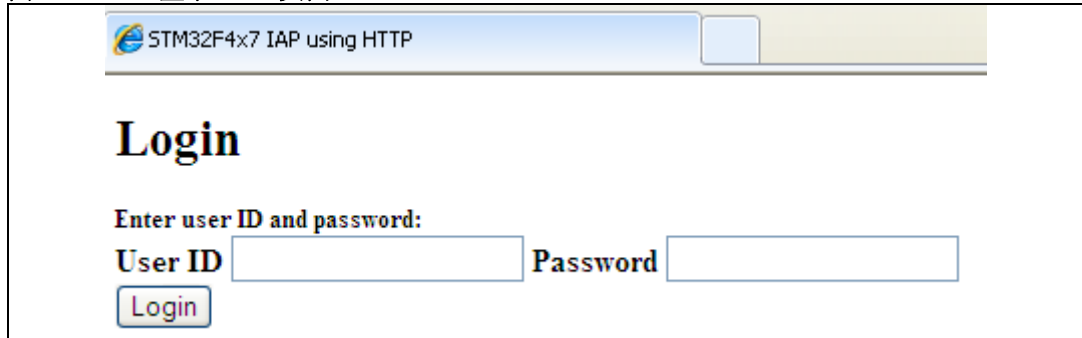 STM32F4x7 IAP using HTTP
Login
Enter user ID and password:
User ID Password
Login